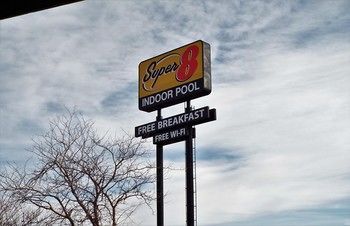 Super 8
INDOOR POOL
FREE BREAKFAST
FREE Wi-Fi